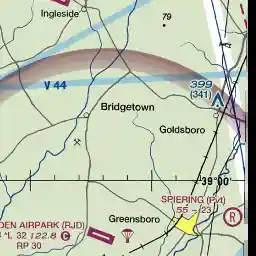 Ingleside
79
V 44
399
(341)
Bridgetown
Goldsboro
39°00'
SPIERING (Pvt)
55 - 23
R
DEN AIRPARK (RJD)
*L 32 122.8 C
RP 30
Greensboro